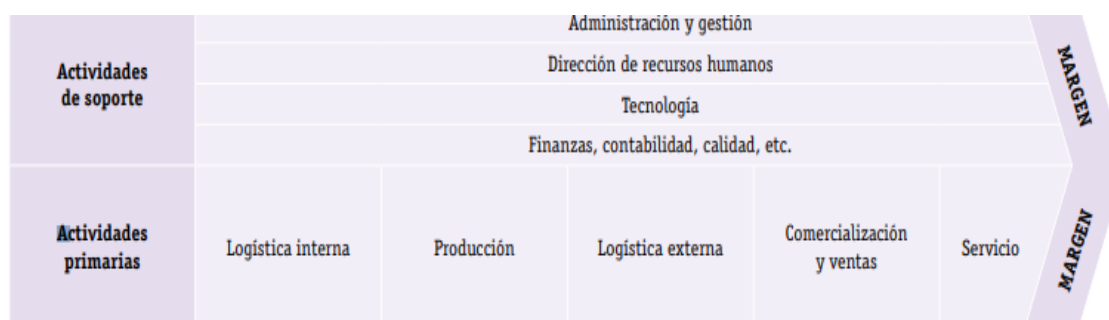 Administración y gestión
Actividades
de soporte
Dirección de recursos humanos
Tecnología
Finanzas, contabilidad, calidad, etc.
MARGEN
Actividades
primarias
Logística interna
Producción
Logística externa
Comercialización
y ventas
Servicio
MARGEN